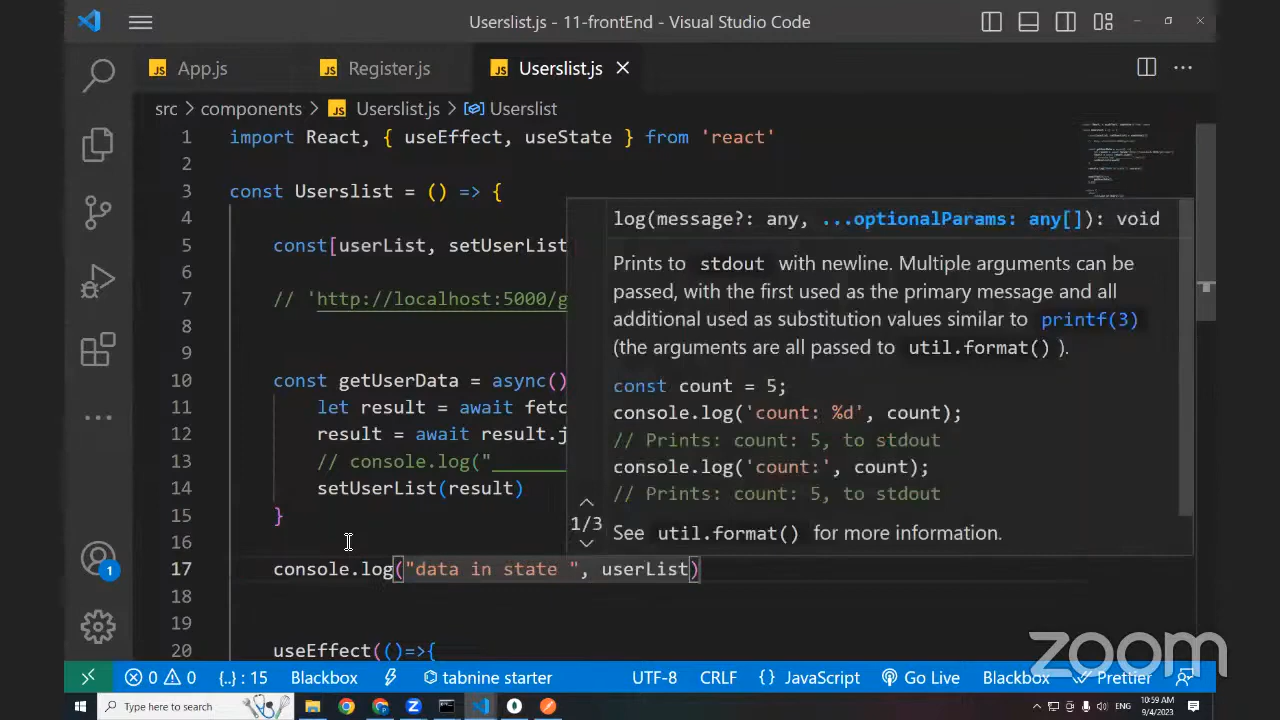 Userslist.js - 11-frontEnd - Visual Studio Code
JS App.js
JS Register.js
JS Userslist.js
src > components > JS Userslist.js > Userslist
1 import React, { useEffect, useState } from 'react'
2
3 const Userslist = () => {
4
5 const[userList, setUserList
6
7 // 'http://localhost:5000/g
8
9
10 const getUserData = async()
11 let result = await fetc
12 result = await result.j
13 // console.log("_______
14 setUserList(result)
15 }
16
17 console.log("data in state ", userList)
18
19
20 useEffect(()=>{
log(message?: any, ...optionalParams: any[]): void
Prints to stdout with newline. Multiple arguments can be
passed, with the first used as the primary message and all
additional used as substitution values similar to printf(3)
(the arguments are all passed to util.format() ).
const count = 5;
console.log('count: %d', count);
// Prints: count: 5, to stdout
console.log('count:', count);
// Prints: count: 5, to stdout
1/3
See util.format() for more information.
1
zoom
0 0 {..: 15 Blackbox tabnine starter UTF-8 CRLF {} JavaScript Go Live Blackbox Prettier
Type here to search
ENG
10:59 AM
9/4/2023